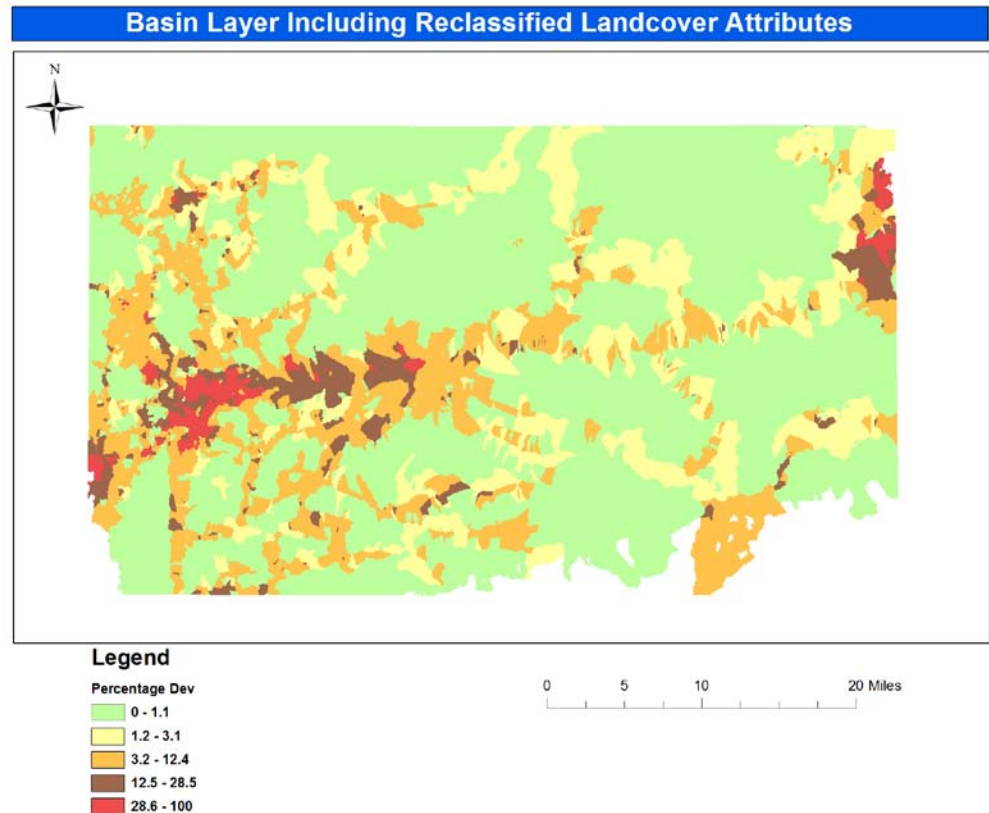 Basin Layer Including Reclassified Landcover Attributes
N
Legend
Percentage Dev
0 - 1.1
1.2 - 3.1
3.2 - 12.4
12.5 - 28.5
28.6 - 100
0 5 10 20 Miles